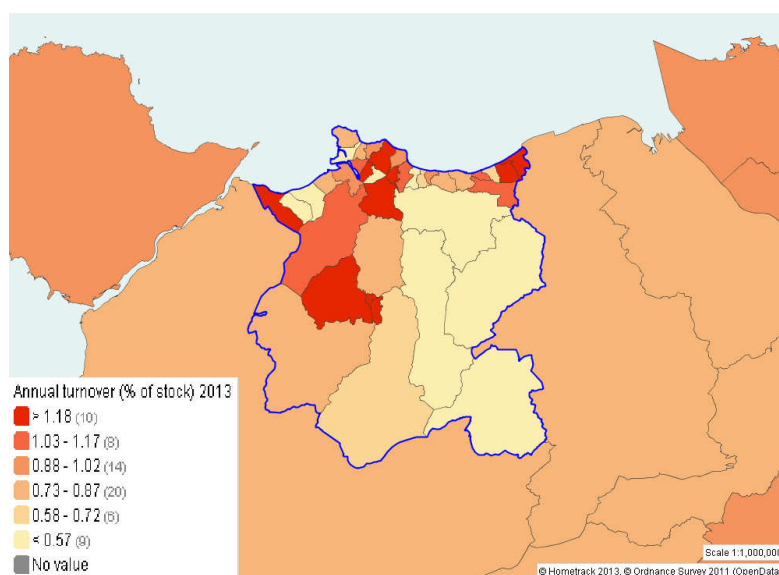 Annual turnover (% of stock) 2013
> 1.18 (10)
1.03 - 1.17 (8)
0.88 - 1.02 (14)
0.73 - 0.87 (20)
0.58 - 0.72 (6)
< 0.57 (9)
No value
Scale 1:1,000,000
© Hometrack 2013, © Ordnance Survey 2011 (OpenData